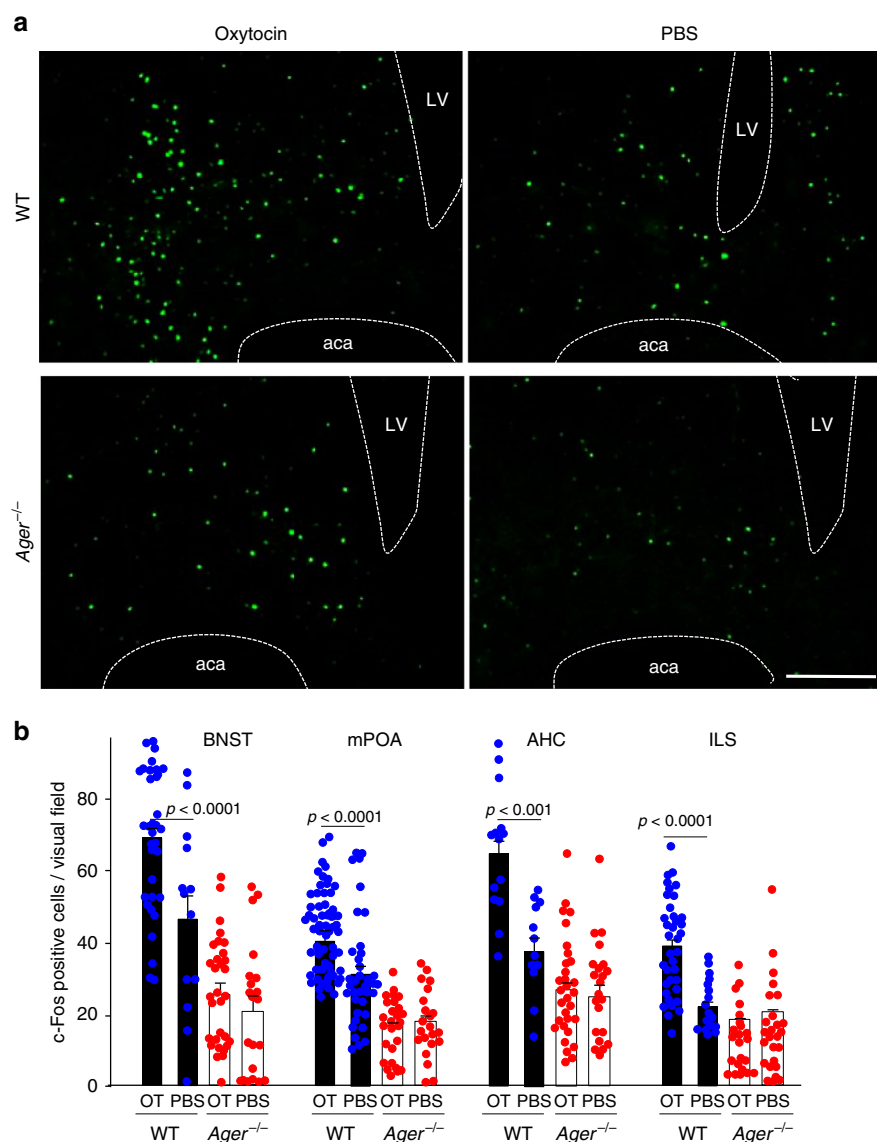 a
Oxytocin PBS
WT
LV
LV
aca
aca
Ager–/–
LV
LV
aca
aca
b
BNST mPOA AHC ILS
c-Fos positive cells / visual field
80
60
40
20
0
p < 0.0001
p < 0.0001
p < 0.001
p < 0.0001
OT PBS OT PBS OT PBS OT PBS OT PBS OT PBS OT PBS OT PBS
WT Ager–/– WT Ager–/– WT Ager–/– WT Ager–/–